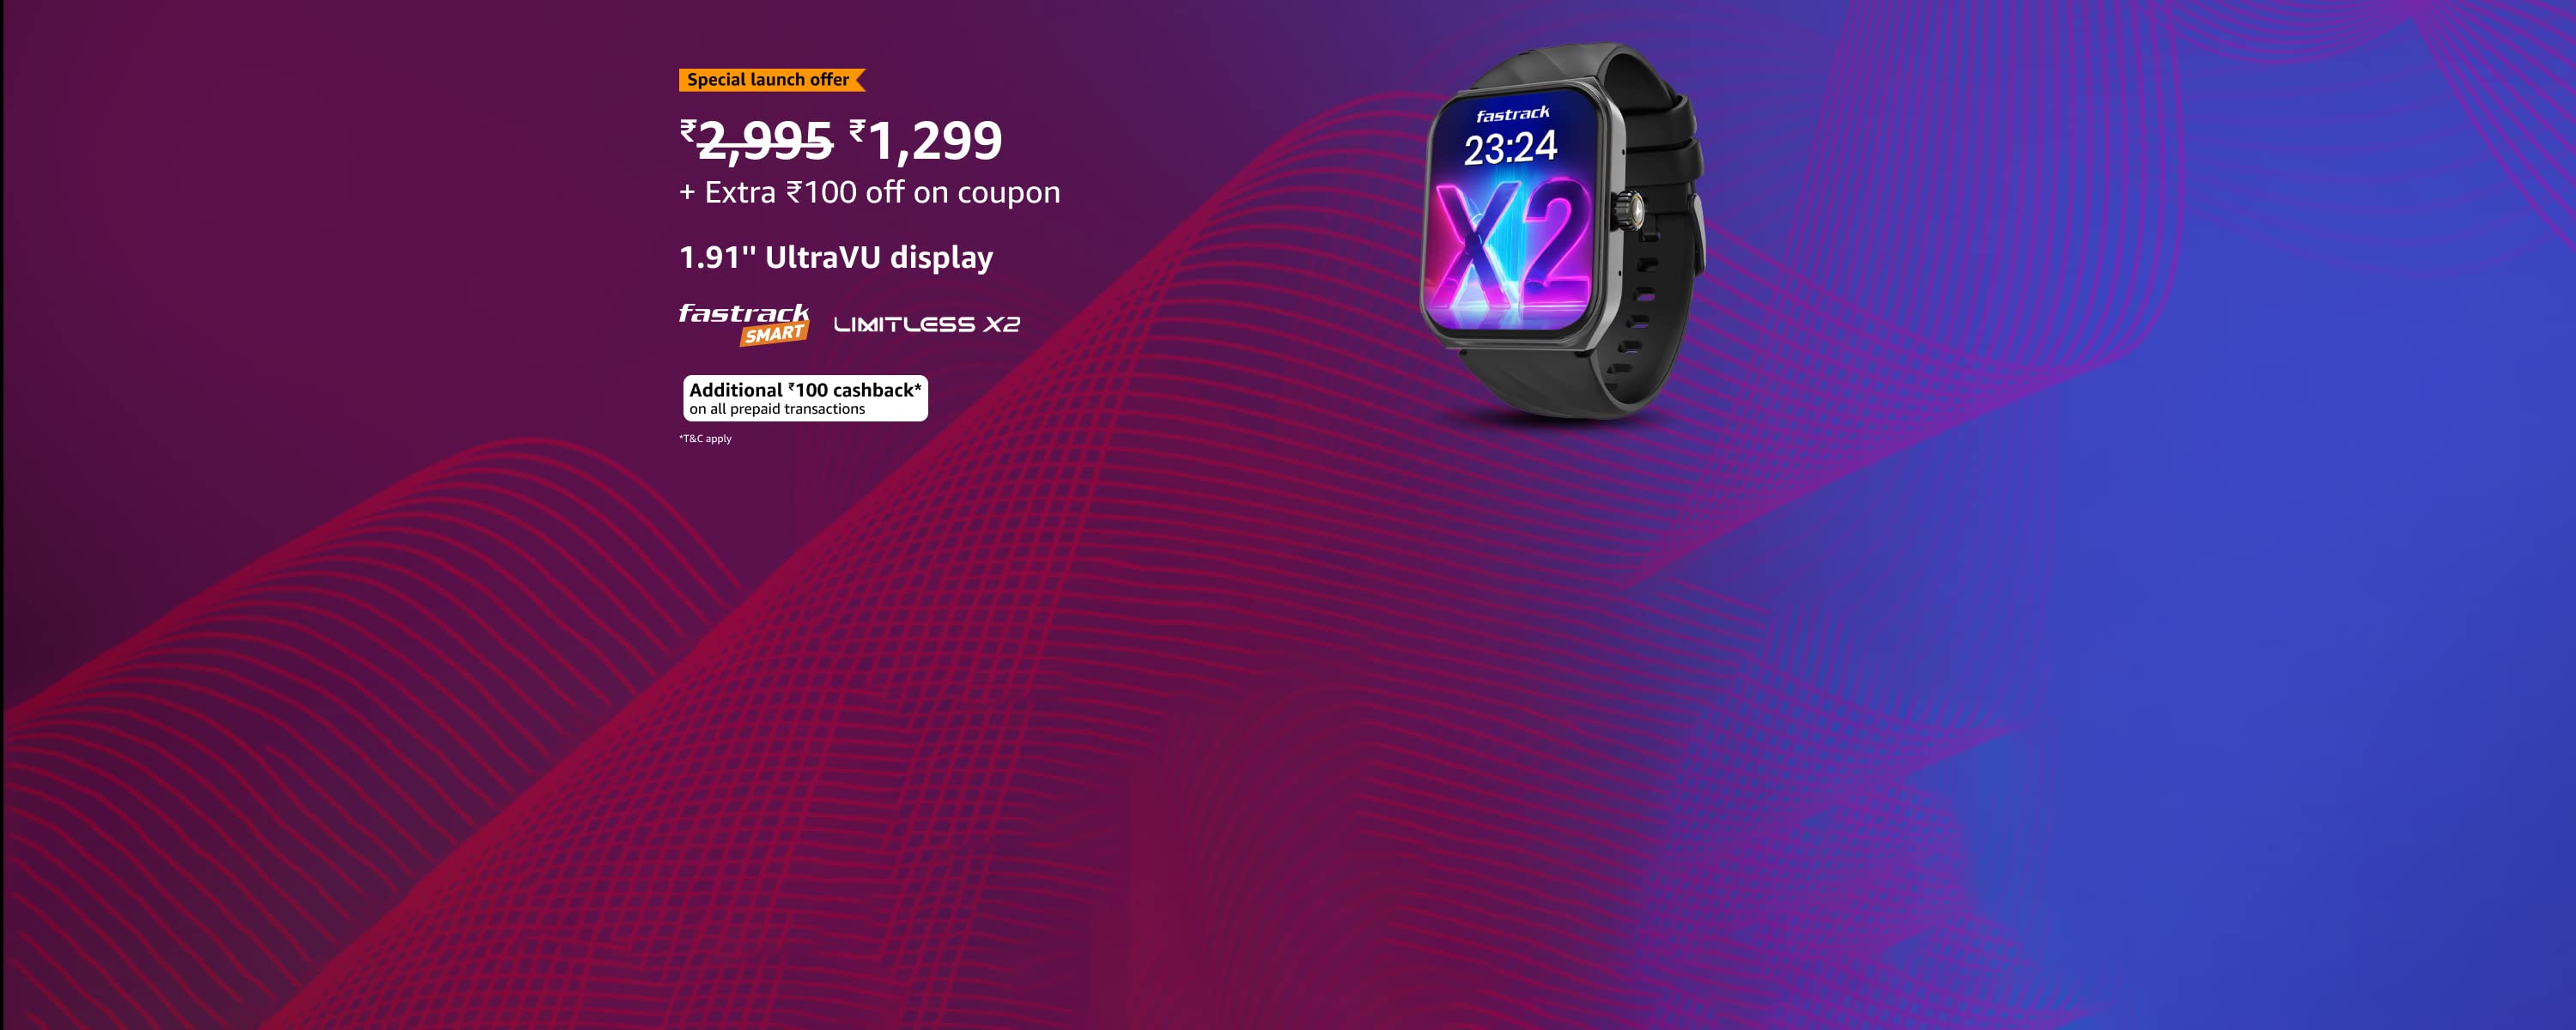 Special launch offer
₹2,995 ₹1,299
+ Extra ₹100 off on coupon
1.91'' UltraVU display
fastrack
SMART
LIMITLESS X2
Additional ₹100 cashback*
on all prepaid transactions
*T&C apply
fastrack
23:24
X2